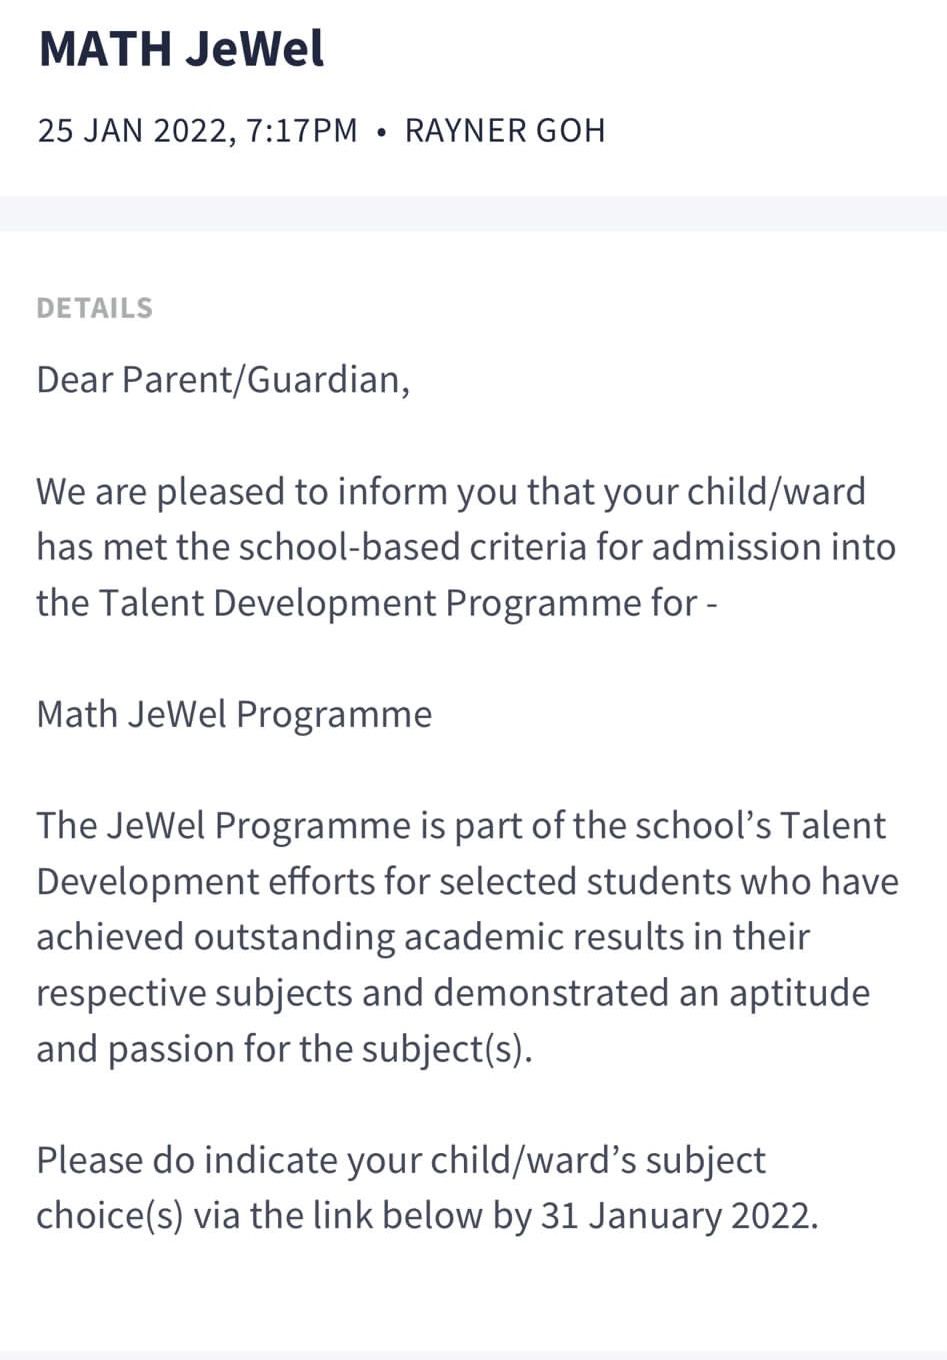 MATH JeWel
25 JAN 2022, 7:17PM • RAYNER GOH
DETAILS
Dear Parent/Guardian,
We are pleased to inform you that your child/ward
has met the school-based criteria for admission into
the Talent Development Programme for -
Math JeWel Programme
The JeWel Programme is part of the school’s Talent
Development efforts for selected students who have
achieved outstanding academic results in their
respective subjects and demonstrated an aptitude
and passion for the subject(s).
Please do indicate your child/ward’s subject
choice(s) via the link below by 31 January 2022.